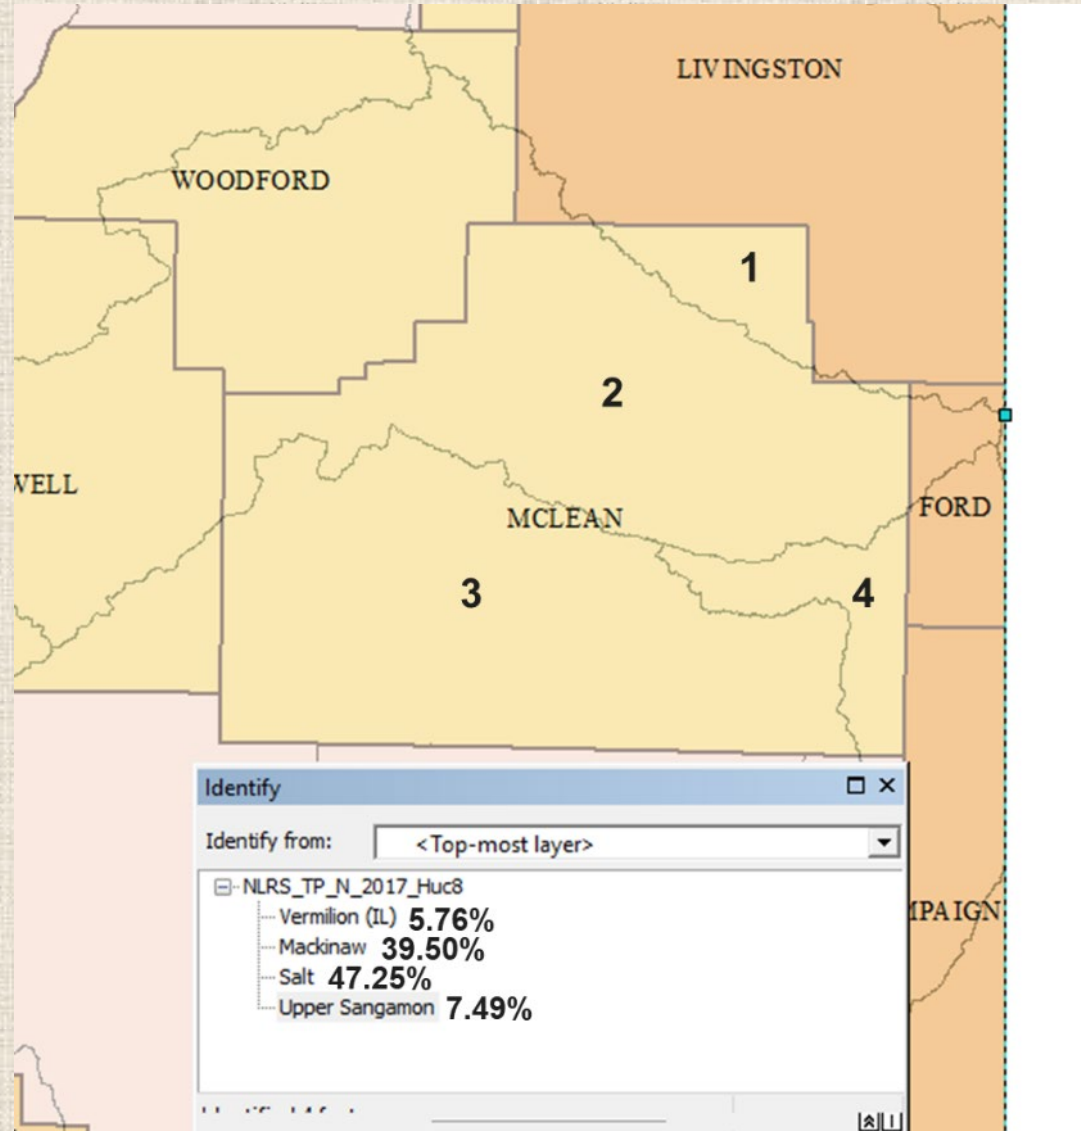 LIVINGSTON
WOODFORD
1
2
WELL
MCLEAN
FORD
3
4
Identify
Identify from: <Top-most layer>
NLRS_TP_N_2017_Huc8
Vermilion (IL) 5.76%
Mackinaw 39.50%
Salt 47.25%
Upper Sangamon 7.49%
MPAIGN